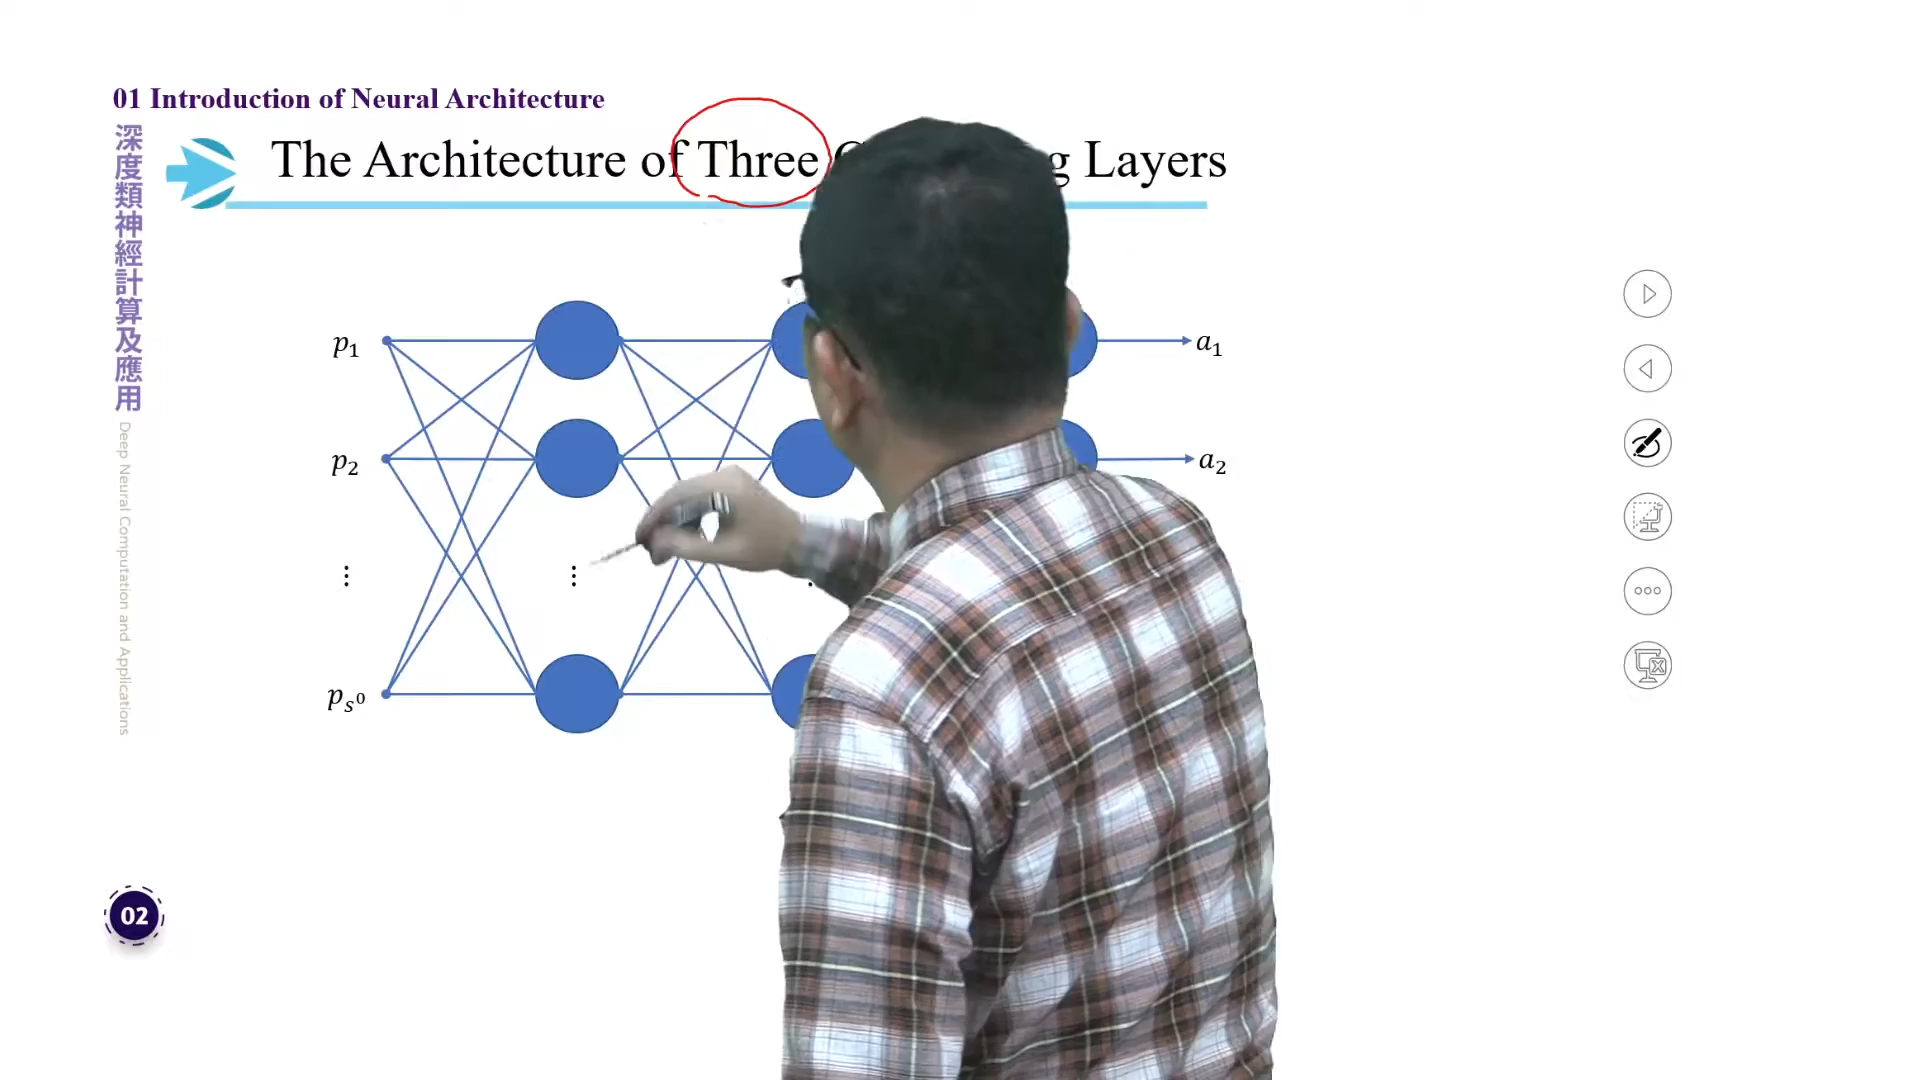 01 Introduction of Neural Architecture
The Architecture of Three g Layers
深度類神經計算及應用
Deep Neural Computation and Applications
p₁
a₁
p₂
a₂
⋮ ⋮
pₛ⁰
02